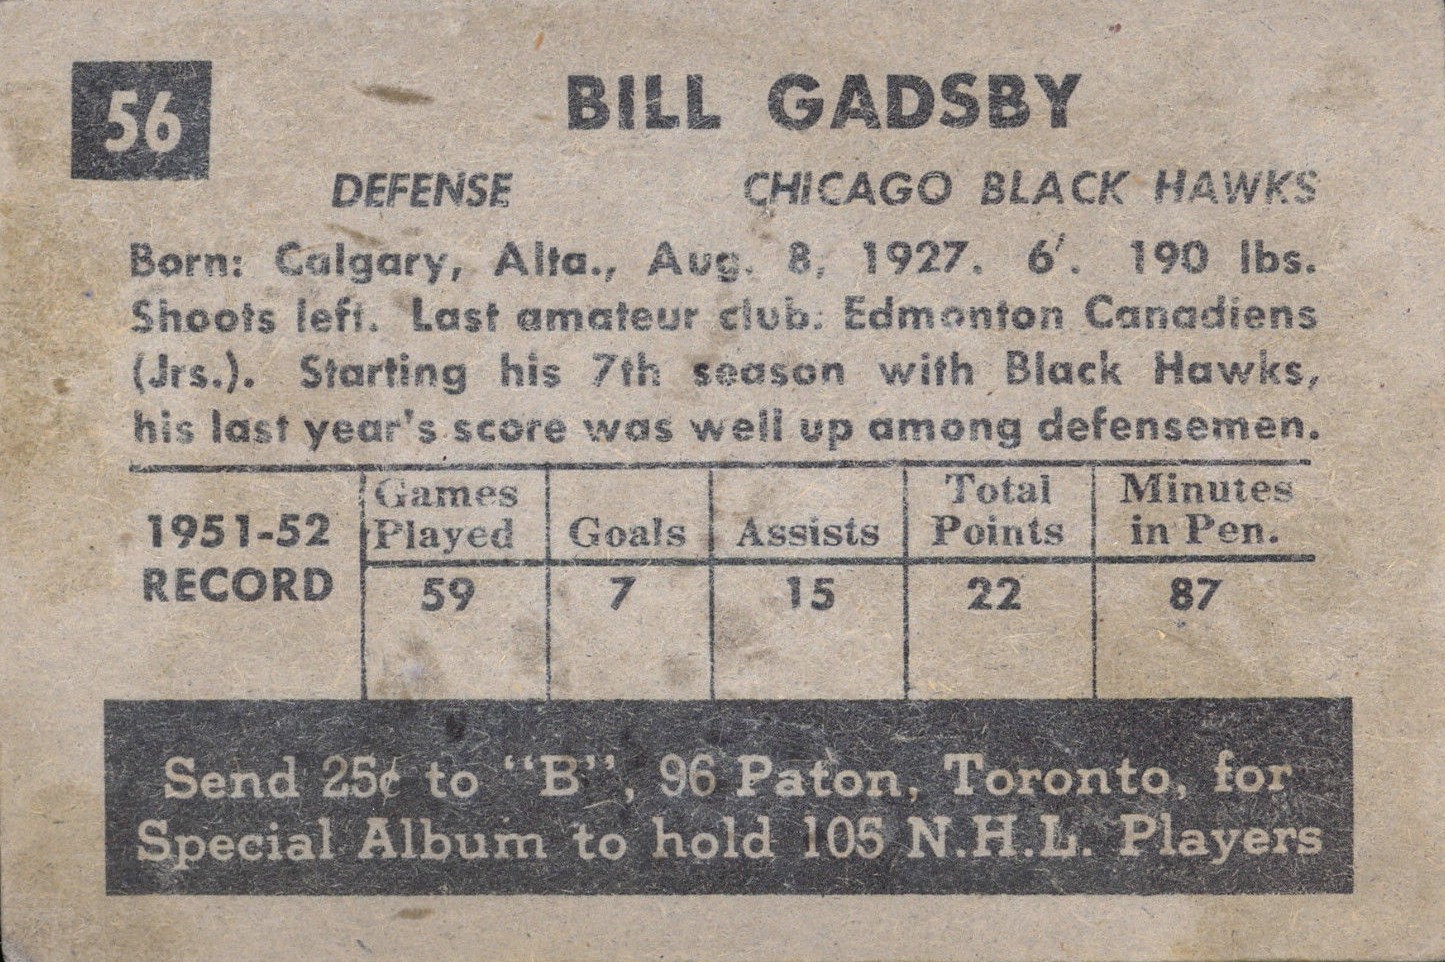 56
BILL GADSBY
DEFENSE CHICAGO BLACK HAWKS
Born: Calgary, Alta., Aug. 8, 1927. 6'. 190 lbs.
Shoots left. Last amateur club: Edmonton Canadiens
(Jrs.). Starting his 7th season with Black Hawks,
his last year's score was well up among defensemen.
1951-52 RECORD
Games Played Goals Assists Total Points Minutes in Pen.
59 7 15 22 87
Send 25¢ to "B", 96 Paton, Toronto, for
Special Album to hold 105 N.H.L. Players